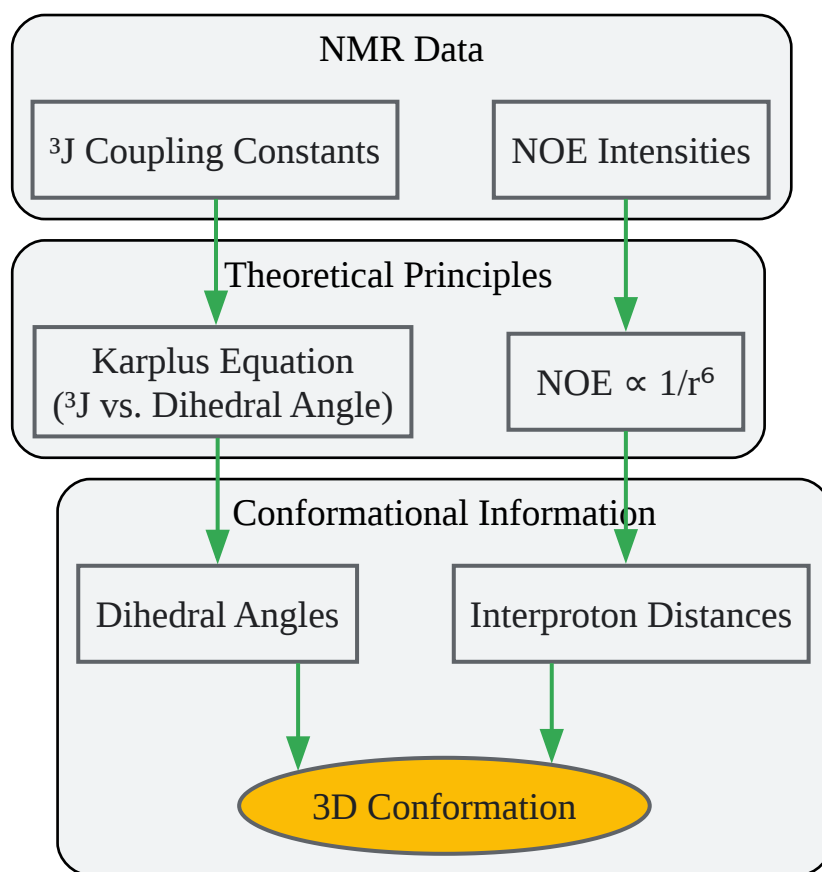 NMR Data
³J Coupling Constants
NOE Intensities
Theoretical Principles
Karplus Equation
(³J vs. Dihedral Angle)
NOE ∝ 1/r⁶
Conformational Information
Dihedral Angles
Interproton Distances
3D Conformation